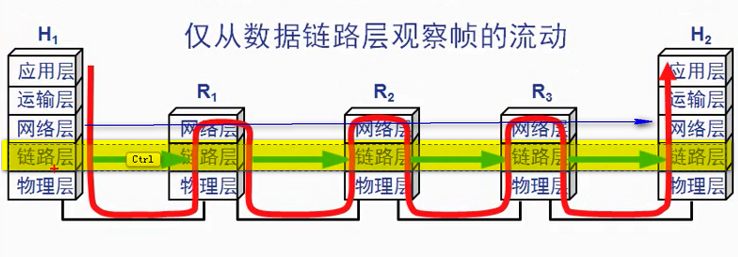 仅从数据链路层观察帧的流动
H1
应用层
运输层
网络层
链路层
物理层
Ctrl
R1
网络层
链路层
物理层
R2
网络层
链路层
物理层
R3
网络层
链路层
物理层
H2
应用层
运输层
网络层
链路层
物理层